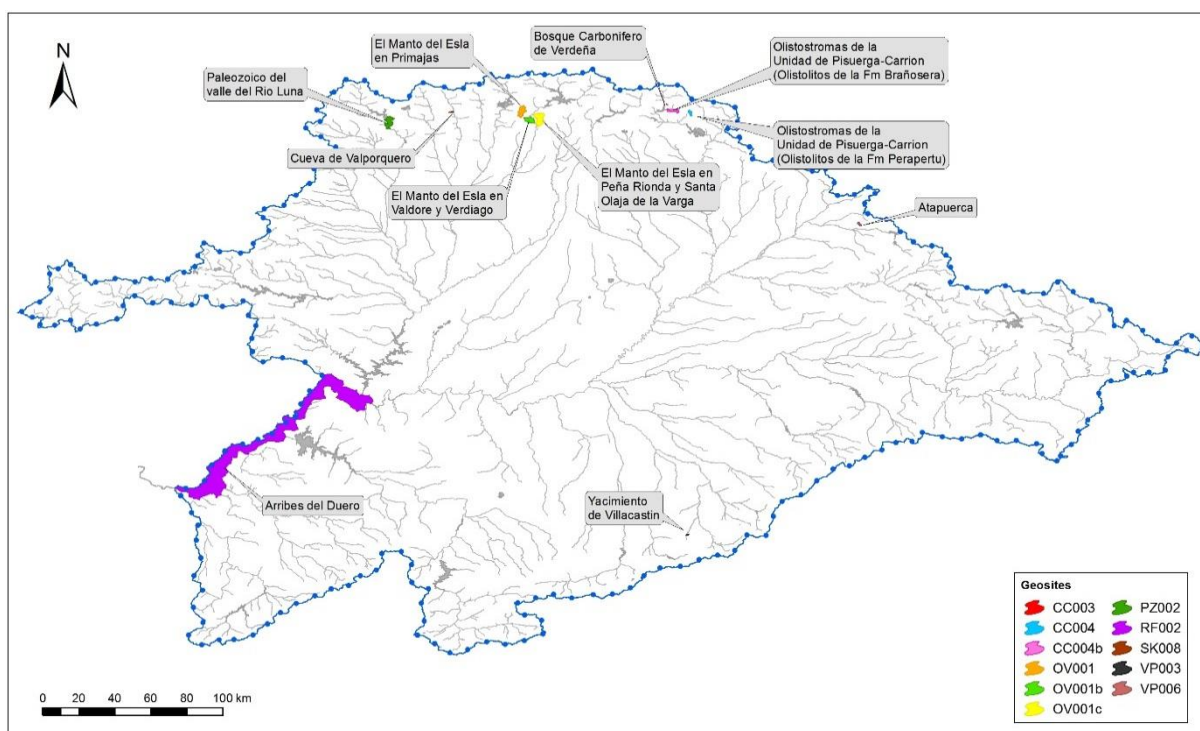 N
El Manto del Esla
en Primajas
Bosque Carbonifero
de Verdeña
Olistostromas de la
Unidad de Pisuerga-Carrion
(Olistolitos de la Fm Brañosera)
Paleozoico del
valle del Rio Luna
Cueva de Valporquero
Olistostromas de la
Unidad de Pisuerga-Carrion
(Olistolitos de la Fm Perapertu)
El Manto del Esla en
Valdore y Verdiago
El Manto del Esla en
Peña Rionda y Santa
Olaja de la Varga
Atapuerca
Arribes del Duero
Yacimiento
de Villacastin
Geosites
CC003
CC004
CC004b
OV001
OV001b
OV001c
PZ002
RF002
SK008
VP003
VP006
0 20 40 60 80 100 km